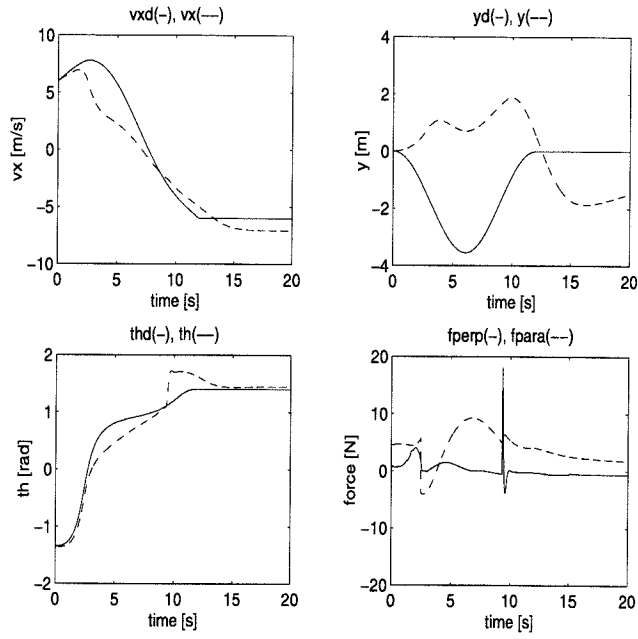 vxd(-), vx(--)
10
5
0
-5
-10
vx [m/s]
0 5 10 15 20
time [s]
yd(-), y(--)
4
2
0
-2
-4
y [m]
0 5 10 15 20
time [s]
thd(-), th(--)
2
1
0
-1
-2
th [rad]
0 5 10 15 20
time [s]
fperp(-), fpara(--)
20
10
0
-10
-20
force [N]
0 5 10 15 20
time [s]